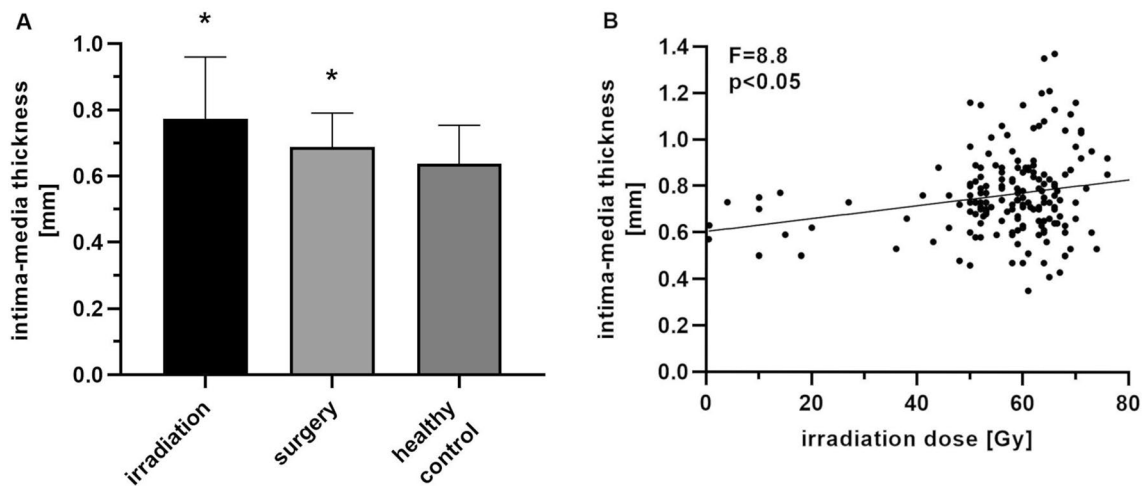 A
*
*
1.0
0.8
0.6
0.4
0.2
0.0
intima-media thickness
[mm]
irradiation
surgery
healthy
control
B
F=8.8
p<0.05
1.4
1.2
1.0
0.8
0.6
0.4
0.2
0.0
intima-media thickness
[mm]
0 20 40 60 80
irradiation dose [Gy]